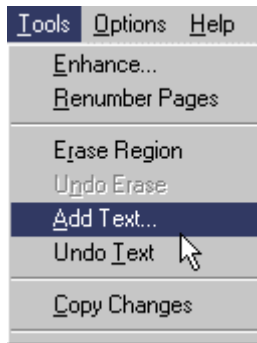 Tools Options Help
Enhance...
Renumber Pages
Erase Region
Undo Erase
Add Text...
Undo Text
Copy Changes